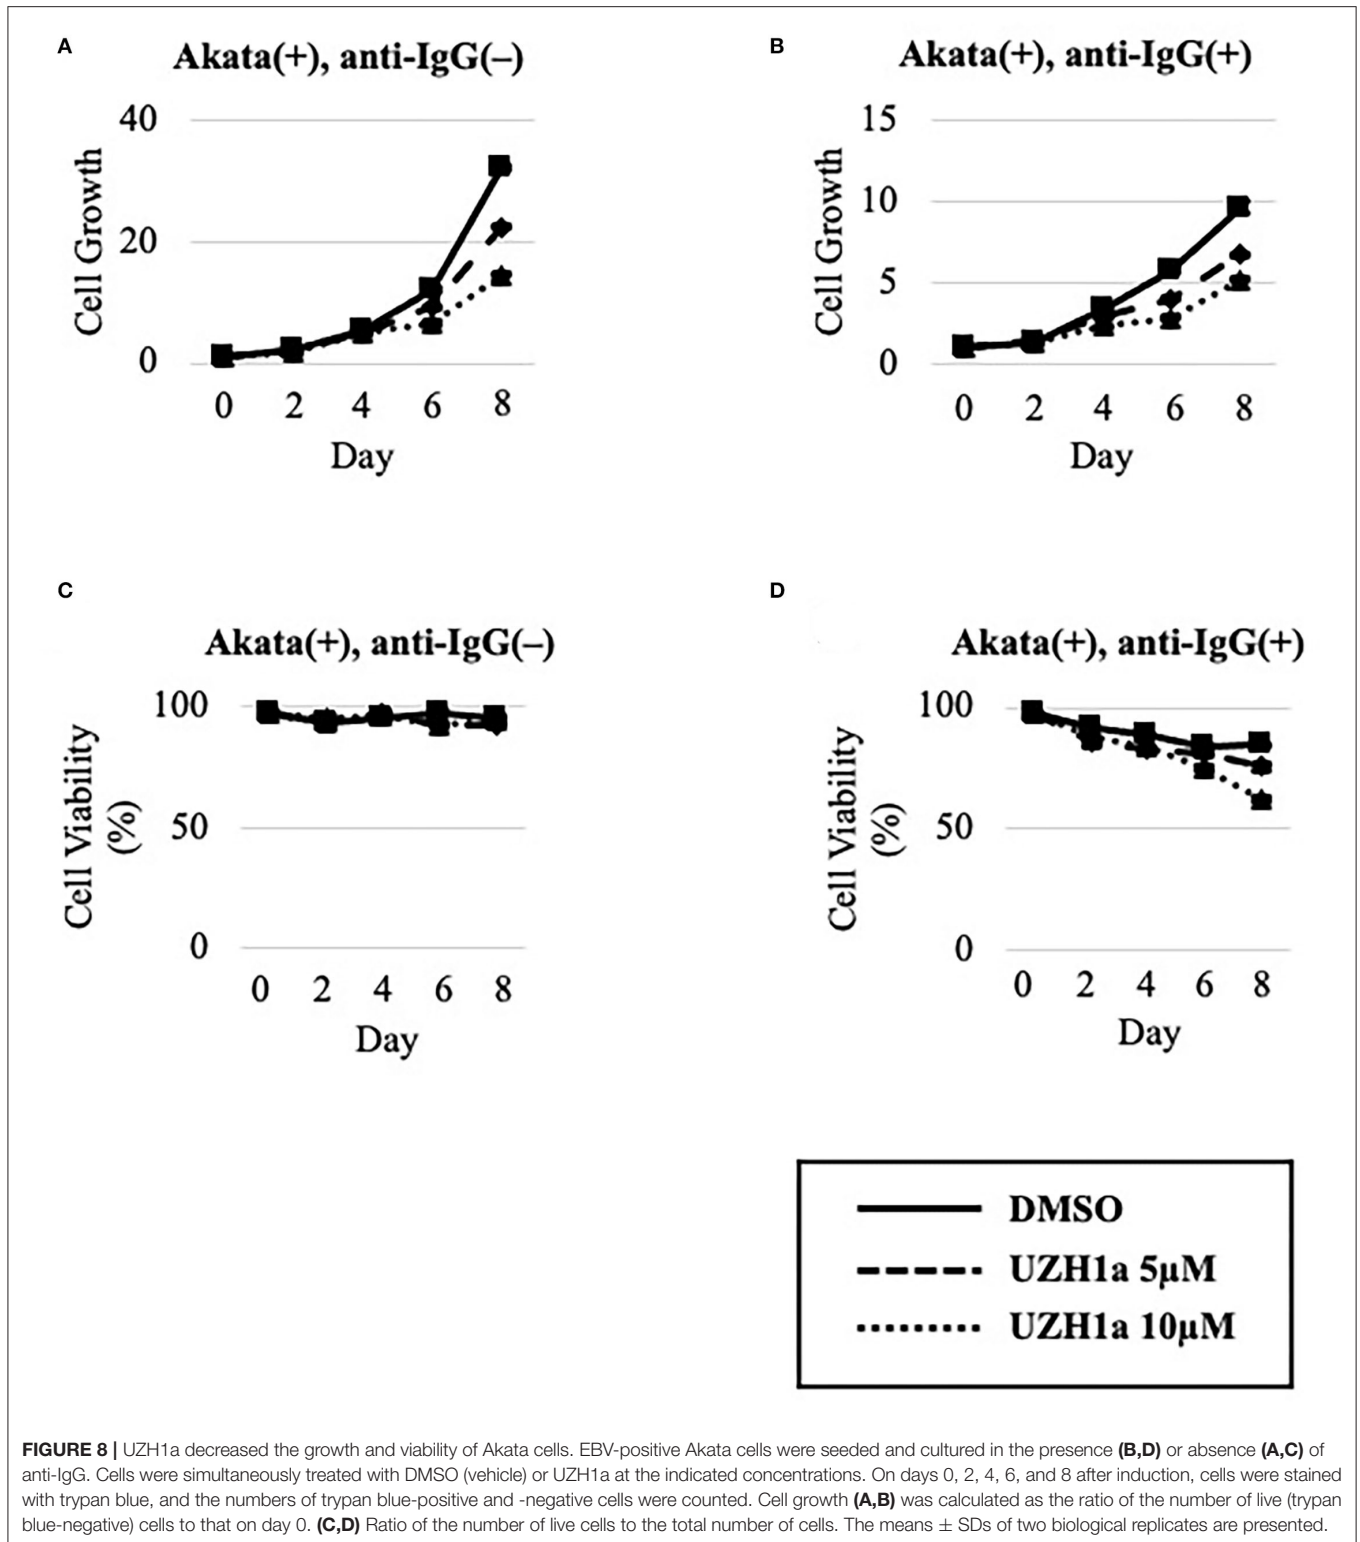 A
Akata(+), anti-IgG(–)
40
20
0
Cell Growth
0 2 4 6 8
Day
B
Akata(+), anti-IgG(+)
15
10
5
0
Cell Growth
0 2 4 6 8
Day
C
Akata(+), anti-IgG(–)
100
50
0
Cell Viability
(%)
0 2 4 6 8
Day
D
Akata(+), anti-IgG(+)
100
50
0
Cell Viability
(%)
0 2 4 6 8
Day
DMSO
UZH1a 5μM
UZH1a 10μM
FIGURE 8 | UZH1a decreased the growth and viability of Akata cells. EBV-positive Akata cells were seeded and cultured in the presence (B,D) or absence (A,C) of
anti-IgG. Cells were simultaneously treated with DMSO (vehicle) or UZH1a at the indicated concentrations. On days 0, 2, 4, 6, and 8 after induction, cells were stained
with trypan blue, and the numbers of trypan blue-positive and -negative cells were counted. Cell growth (A,B) was calculated as the ratio of the number of live (trypan
blue-negative) cells to that on day 0. (C,D) Ratio of the number of live cells to the total number of cells. The means ± SDs of two biological replicates are presented.